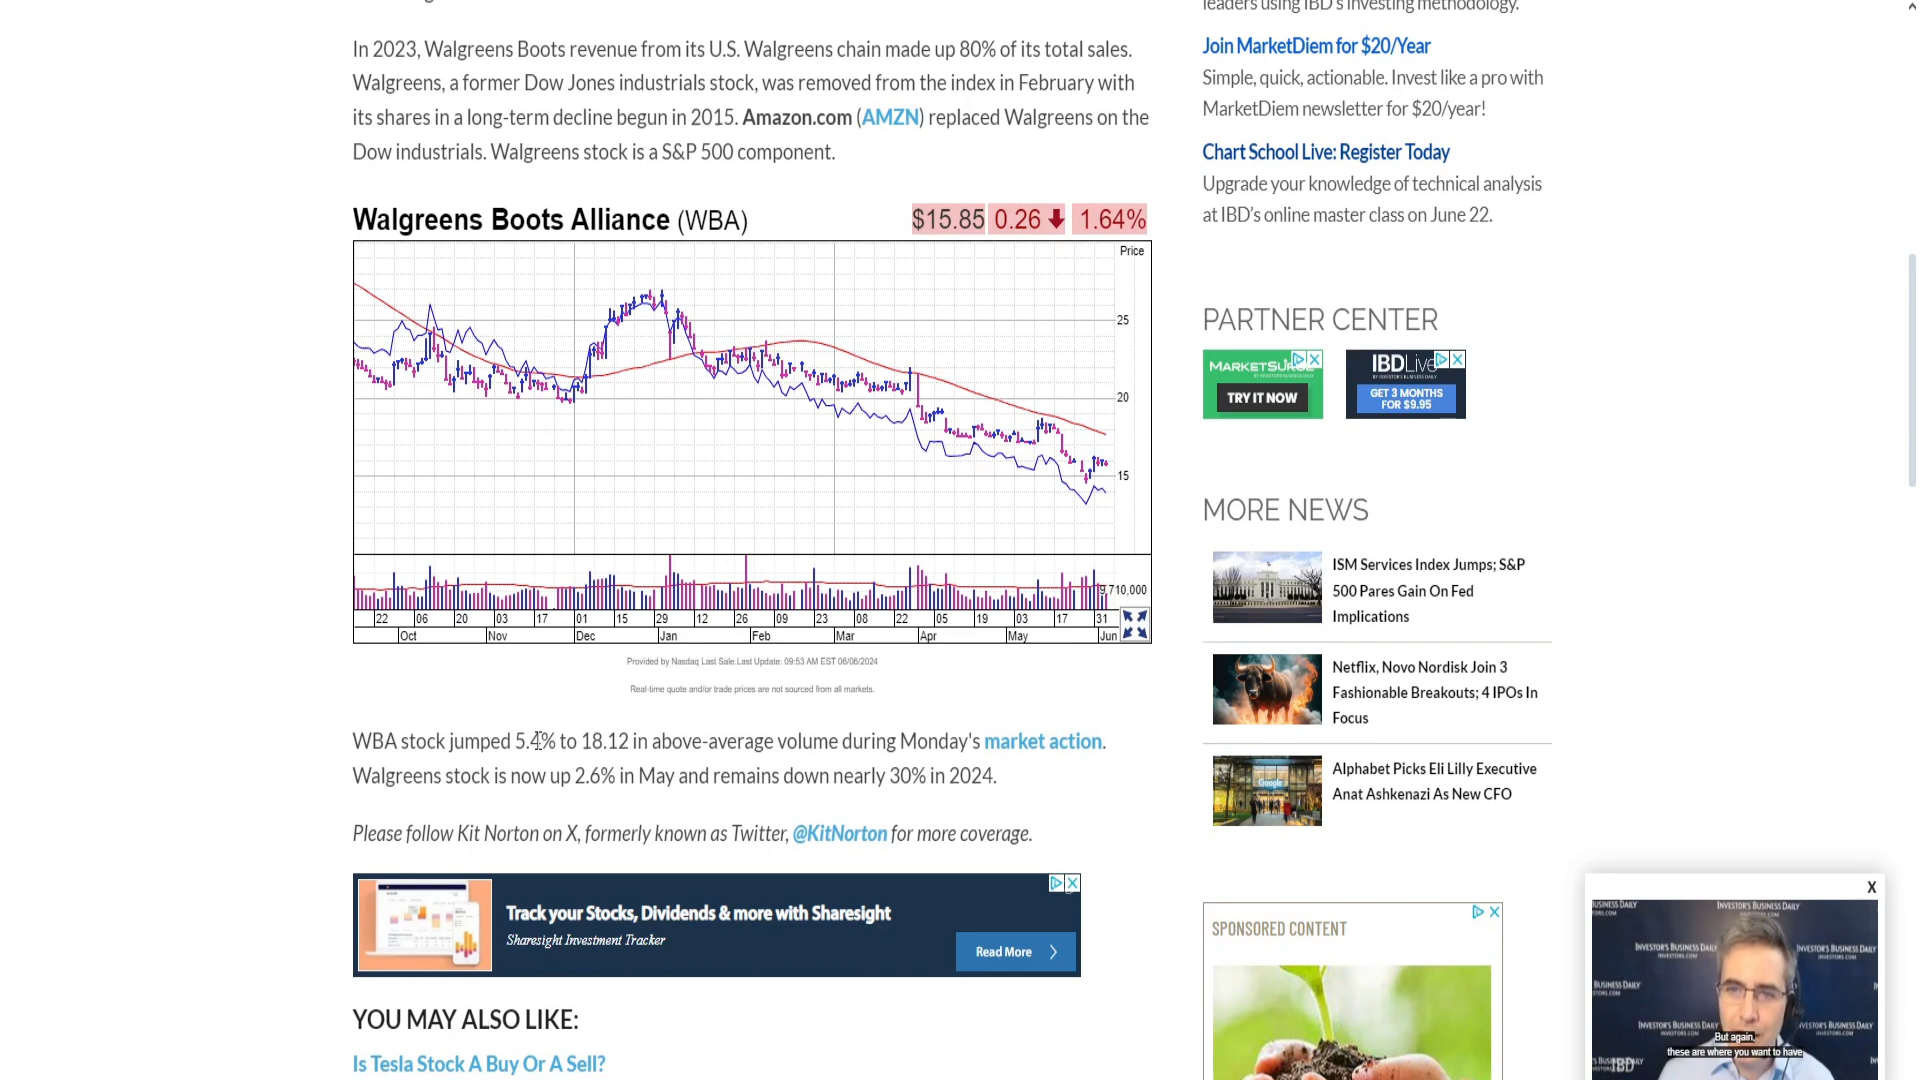 In 2023, Walgreens Boots revenue from its U.S. Walgreens chain made up 80% of its total sales.
Walgreens, a former Dow Jones industrials stock, was removed from the index in February with
its shares in a long-term decline begun in 2015. Amazon.com (AMZN) replaced Walgreens on the
Dow industrials. Walgreens stock is a S&P 500 component.
Walgreens Boots Alliance (WBA) $15.85 0.26 1.64%
Price
25
20
15
9,710,000
22 06 20 03 17 01 15 29 12 26 09 23 08 22 05 19 03 17 31
Oct Nov Dec Jan Feb Mar Apr May Jun
Provided by Nasdaq Last Sale.Last Update: 09:53 AM EST 06/06/2024
Real-time quote and/or trade prices are not sourced from all markets.
WBA stock jumped 5.4% to 18.12 in above-average volume during Monday's market action.
Walgreens stock is now up 2.6% in May and remains down nearly 30% in 2024.
Please follow Kit Norton on X, formerly known as Twitter, @KitNorton for more coverage.
Track your Stocks, Dividends & more with Sharesight
Sharesight Investment Tracker
Read More
YOU MAY ALSO LIKE:
Is Tesla Stock A Buy Or A Sell?
leaders using IBD's investing methodology.
Join MarketDiem for $20/Year
Simple, quick, actionable. Invest like a pro with
MarketDiem newsletter for $20/year!
Chart School Live: Register Today
Upgrade your knowledge of technical analysis
at IBD's online master class on June 22.
PARTNER CENTER
TRY IT NOW
IBDLive
BY INVESTOR'S BUSINESS DAILY
GET 3 MONTHS
FOR $9.95
MORE NEWS
ISM Services Index Jumps; S&P
500 Pares Gain On Fed
Implications
Netflix, Novo Nordisk Join 3
Fashionable Breakouts; 4 IPOs In
Focus
Google
Alphabet Picks Eli Lilly Executive
Anat Ashkenazi As New CFO
SPONSORED CONTENT
X
INVESTOR'S BUSINESS DAILY
INVESTORS.COM
But again,
these are where you want to have
IBD